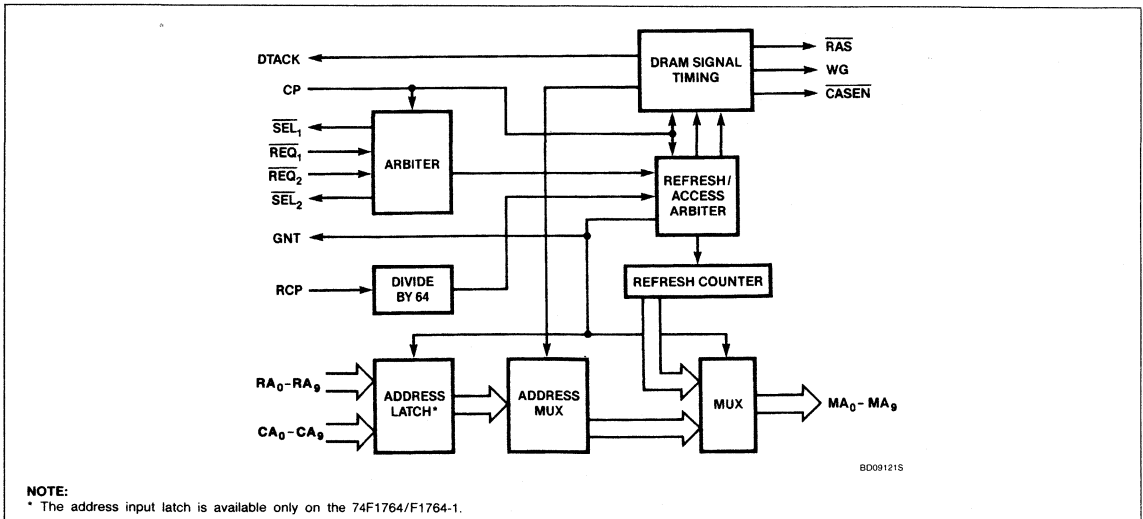 DTACK
CP
SEL₁
REQ₁
REQ₂
SEL₂
GNT
RCP
RA₀-RA₉
CA₀-CA₉
ARBITER
DIVIDE
BY 64
ADDRESS
LATCH*
ADDRESS
MUX
DRAM SIGNAL
TIMING
REFRESH/
ACCESS
ARBITER
REFRESH COUNTER
MUX
RAS
WG
CASEN
MA₀-MA₉
BD09121S
NOTE:
* The address input latch is available only on the 74F1764/F1764-1.